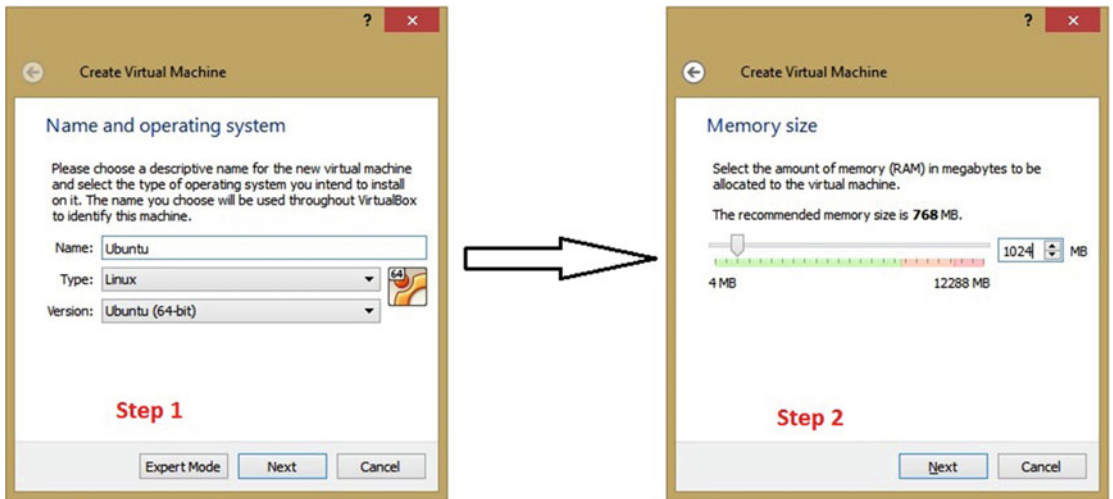 ?
Create Virtual Machine
Name and operating system
Please choose a descriptive name for the new virtual machine
and select the type of operating system you intend to install
on it. The name you choose will be used throughout VirtualBox
to identify this machine.
Name: Ubuntu
Type: Linux
64
Version: Ubuntu (64-bit)
Step 1
Expert Mode Next Cancel
?
Create Virtual Machine
Memory size
Select the amount of memory (RAM) in megabytes to be
allocated to the virtual machine.
The recommended memory size is 768 MB.
1024 MB
4 MB 12288 MB
Step 2
Next Cancel